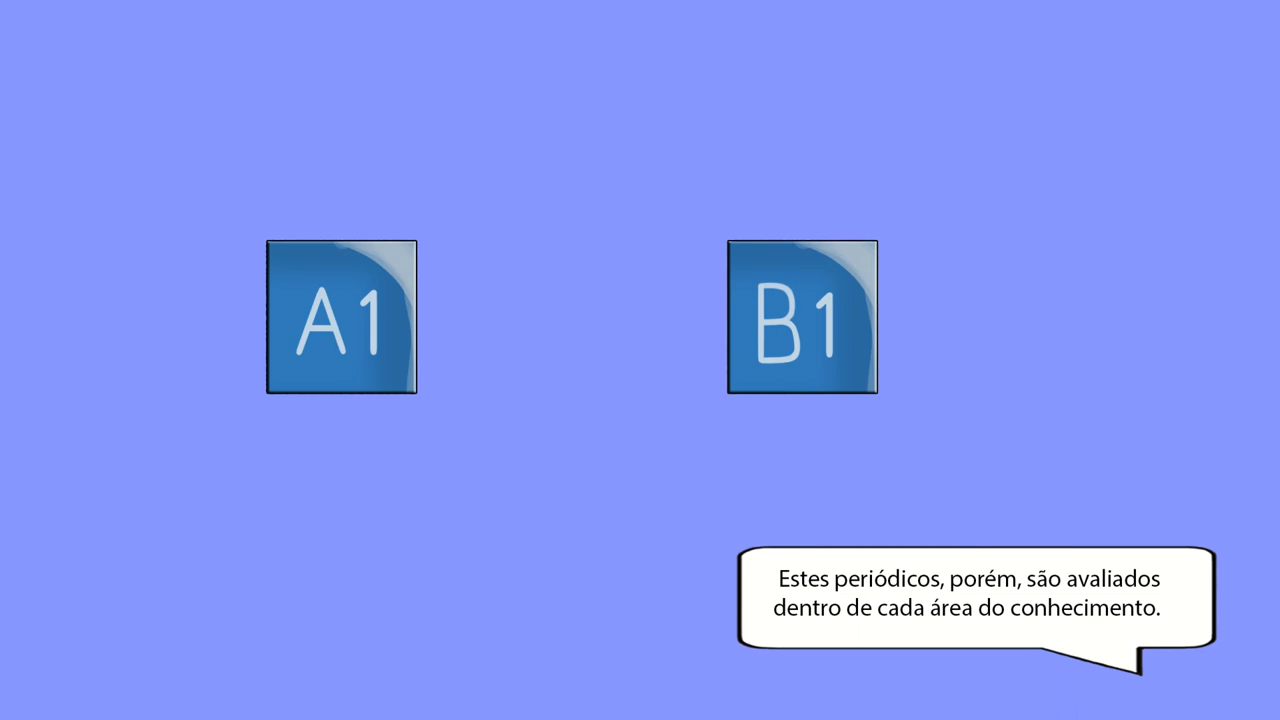 A1
B1
Estes periódicos, porém, são avaliados
dentro de cada área do conhecimento.